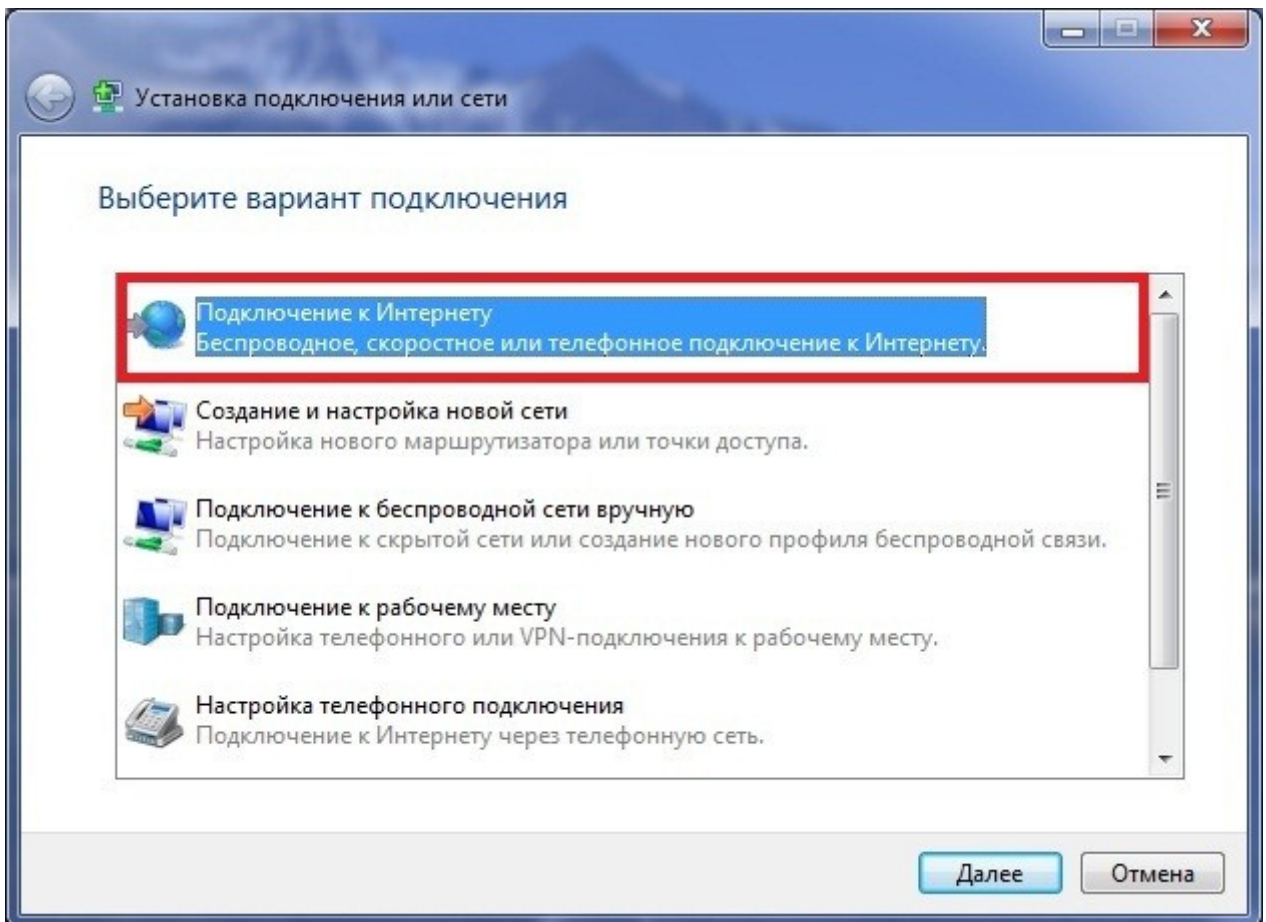 Установка подключения или сети
Выберите вариант подключения
Подключение к Интернету
Беспроводное, скоростное или телефонное подключение к Интернету.
Создание и настройка новой сети
Настройка нового маршрутизатора или точки доступа.
Подключение к беспроводной сети вручную
Подключение к скрытой сети или создание нового профиля беспроводной связи.
Подключение к рабочему месту
Настройка телефонного или VPN-подключения к рабочему месту.
Настройка телефонного подключения
Подключение к Интернету через телефонную сеть.
Далее Отмена